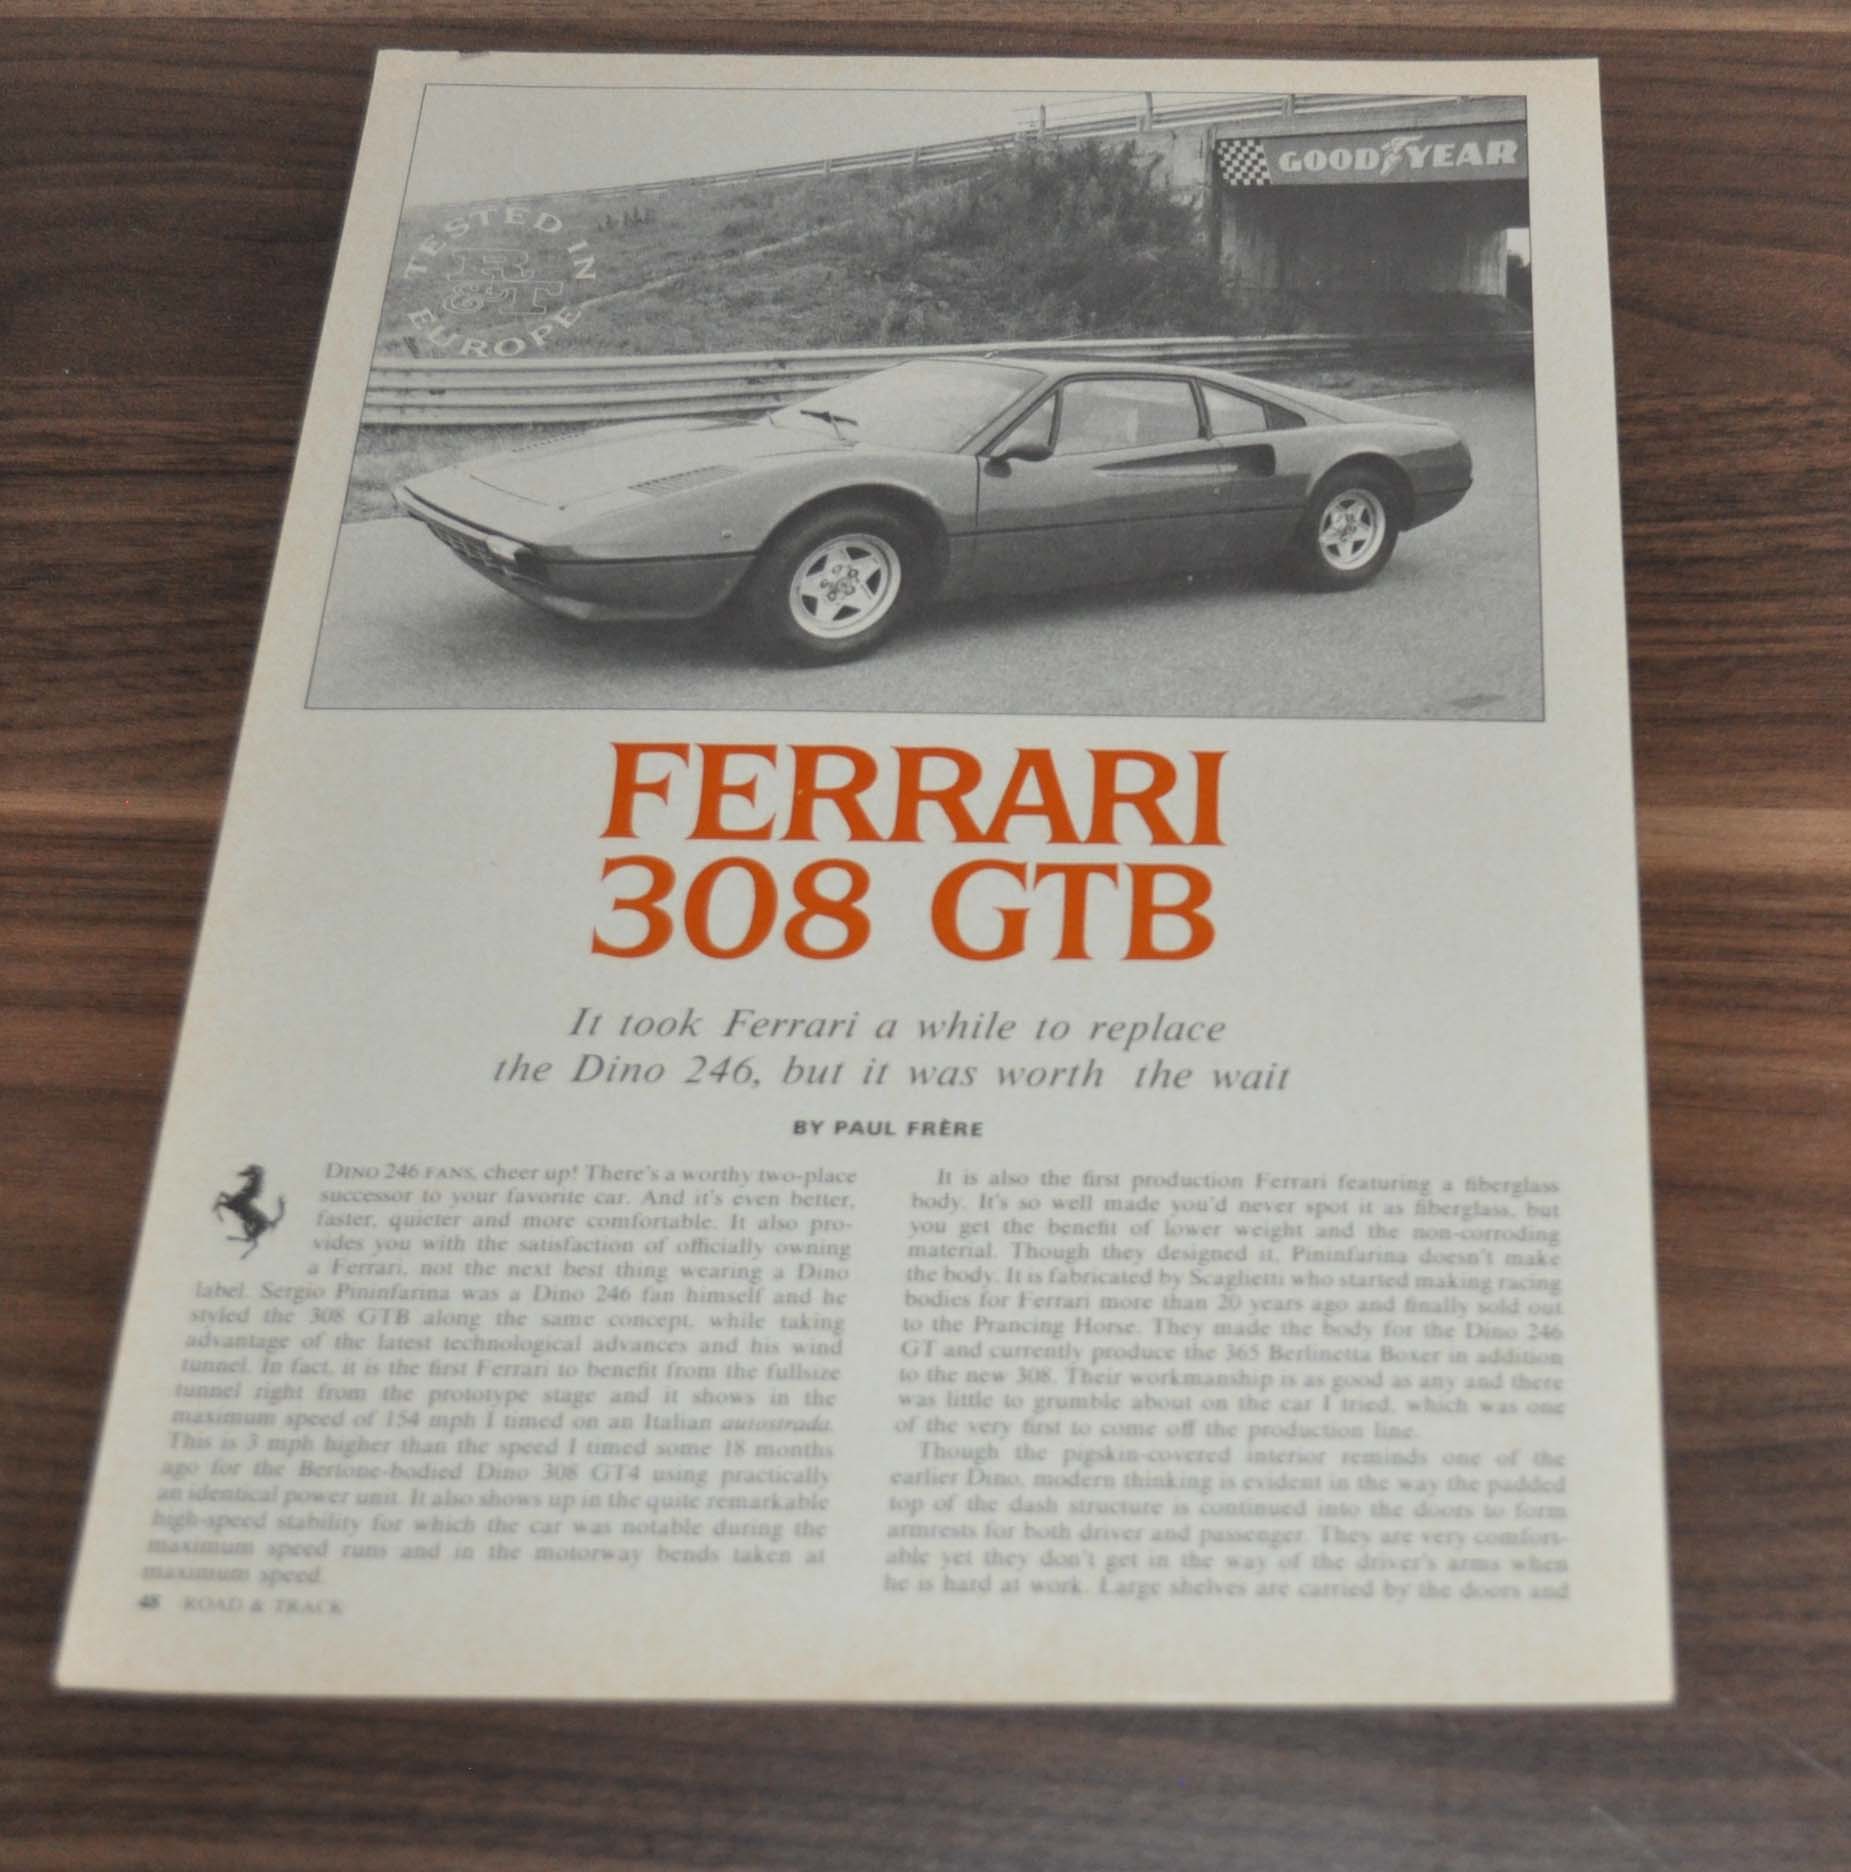 GOODYEAR
TESTED IN
R
&T
EUROPE
FERRARI
308 GTB
It took Ferrari a while to replace
the Dino 246, but it was worth the wait
BY PAUL FRÈRE
DINO 246 FANS, cheer up! There's a worthy two-place
successor to your favorite car. And it's even better,
faster, quieter and more comfortable. It also pro-
vides you with the satisfaction of officially owning
a Ferrari, not the next best thing wearing a Dino
label. Sergio Pininfarina was a Dino 246 fan himself and he
styled the 308 GTB along the same concept, while taking
advantage of the latest technological advances and his wind
tunnel. In fact, it is the first Ferrari to benefit from the fullsize
tunnel right from the prototype stage and it shows in the
maximum speed of 154 mph I timed on an Italian autostrada.
This is 3 mph higher than the speed I timed some 18 months
ago for the Bertone-bodied Dino 308 GT4 using practically
an identical power unit. It also shows up in the quite remarkable
high-speed stability for which the car was notable during the
maximum speed runs and in the motorway bends taken at
maximum speed.
It is also the first production Ferrari featuring a fiberglass
body. It's so well made you'd never spot it as fiberglass, but
you get the benefit of lower weight and the non-corroding
material. Though they designed it, Pininfarina doesn't make
the body. It is fabricated by Scaglietti who started making racing
bodies for Ferrari more than 20 years ago and finally sold out
to the Prancing Horse. They made the body for the Dino 246
GT and currently produce the 365 Berlinetta Boxer in addition
to the new 308. Their workmanship is as good as any and there
was little to grumble about on the car I tried, which was one
of the very first to come off the production line.
Though the pigskin-covered interior reminds one of the
earlier Dino, modern thinking is evident in the way the padded
top of the dash structure is continued into the doors to form
armrests for both driver and passenger. They are very comfort-
able yet they don't get in the way of the driver's arms when
he is hard at work. Large shelves are carried by the doors and
48 ROAD & TRACK